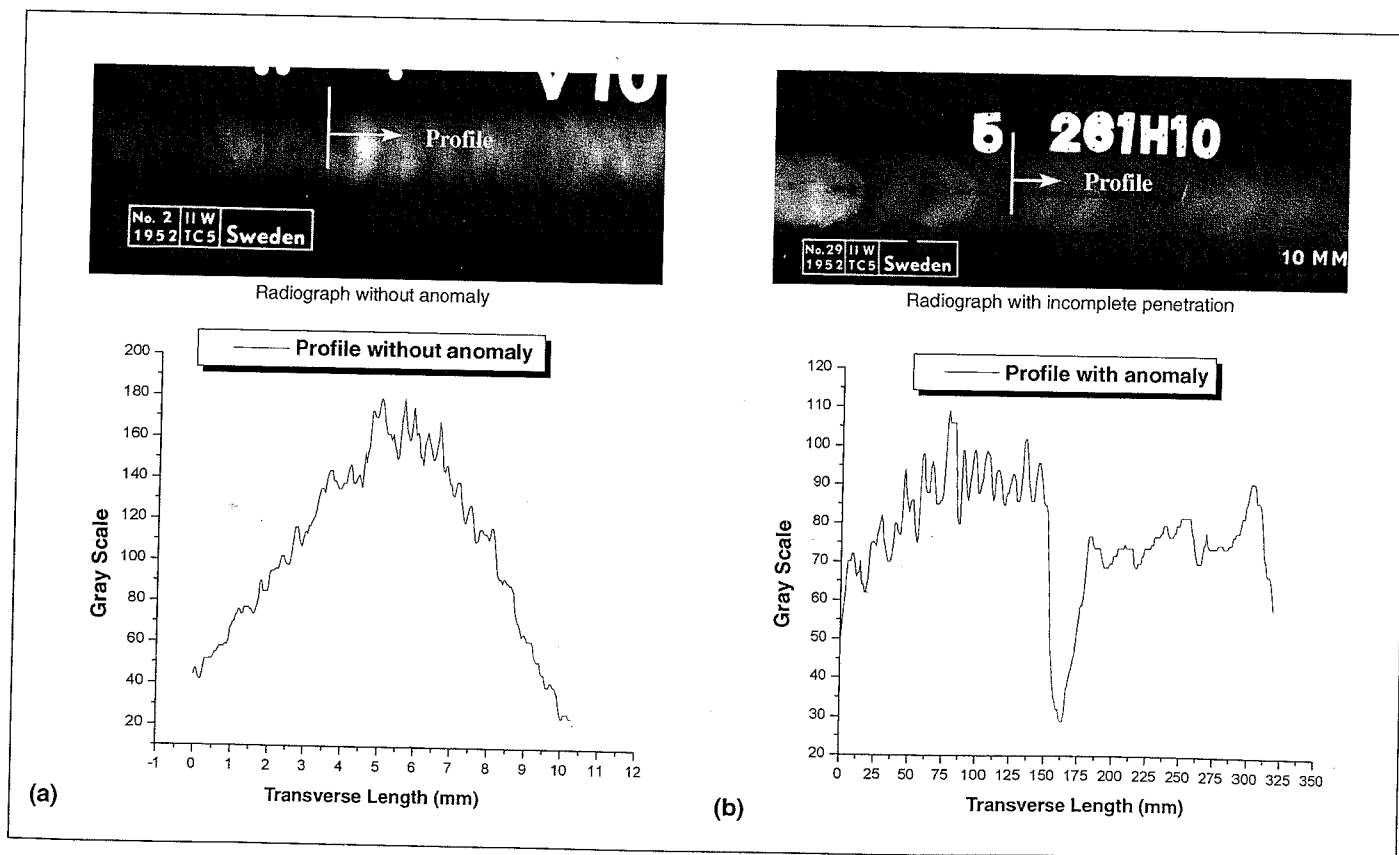 V10
Profile
No. 2 II W
1952 TC5 Sweden
Radiograph without anomaly
5 261H10
Profile
No.29 II W
1952 TC5 Sweden
10 MM
Radiograph with incomplete penetration
Profile without anomaly
200
180
160
140
120
100
80
60
40
20
Gray Scale
-1 0 1 2 3 4 5 6 7 8 9 10 11 12
Transverse Length (mm)
(a)
Profile with anomaly
120
110
100
90
80
70
60
50
40
30
20
Gray Scale
0 25 50 75 100 125 150 175 200 225 250 275 300 325 350
Transverse Length (mm)
(b)